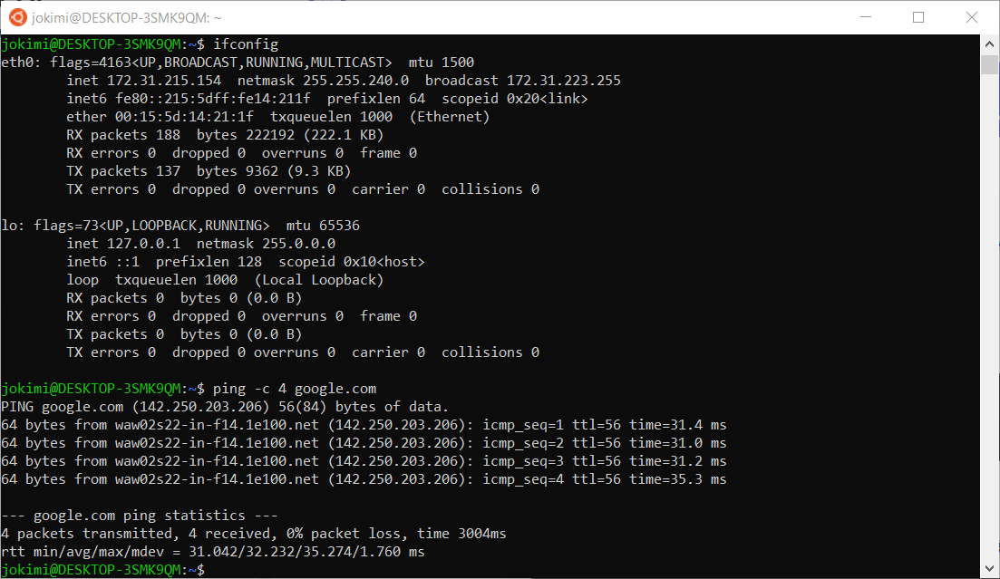 jokimi@DESKTOP-3SMK9QM: ~
jokimi@DESKTOP-3SMK9QM:~$ ifconfig
eth0: flags=4163<UP,BROADCAST,RUNNING,MULTICAST>  mtu 1500
        inet 172.31.215.154  netmask 255.255.240.0  broadcast 172.31.223.255
        inet6 fe80::215:5dff:fe14:211f  prefixlen 64  scopeid 0x20<link>
        ether 00:15:5d:14:21:1f  txqueuelen 1000  (Ethernet)
        RX packets 188  bytes 222192 (222.1 KB)
        RX errors 0  dropped 0  overruns 0  frame 0
        TX packets 137  bytes 9362 (9.3 KB)
        TX errors 0  dropped 0 overruns 0  carrier 0  collisions 0

lo: flags=73<UP,LOOPBACK,RUNNING>  mtu 65536
        inet 127.0.0.1  netmask 255.0.0.0
        inet6 ::1  prefixlen 128  scopeid 0x10<host>
        loop  txqueuelen 1000  (Local Loopback)
        RX packets 0  bytes 0 (0.0 B)
        RX errors 0  dropped 0  overruns 0  frame 0
        TX packets 0  bytes 0 (0.0 B)
        TX errors 0  dropped 0 overruns 0  carrier 0  collisions 0

jokimi@DESKTOP-3SMK9QM:~$ ping -c 4 google.com
PING google.com (142.250.203.206) 56(84) bytes of data.
64 bytes from waw02s22-in-f14.1e100.net (142.250.203.206): icmp_seq=1 ttl=56 time=31.4 ms
64 bytes from waw02s22-in-f14.1e100.net (142.250.203.206): icmp_seq=2 ttl=56 time=31.0 ms
64 bytes from waw02s22-in-f14.1e100.net (142.250.203.206): icmp_seq=3 ttl=56 time=31.2 ms
64 bytes from waw02s22-in-f14.1e100.net (142.250.203.206): icmp_seq=4 ttl=56 time=35.3 ms

--- google.com ping statistics ---
4 packets transmitted, 4 received, 0% packet loss, time 3004ms
rtt min/avg/max/mdev = 31.042/32.232/35.274/1.760 ms
jokimi@DESKTOP-3SMK9QM:~$